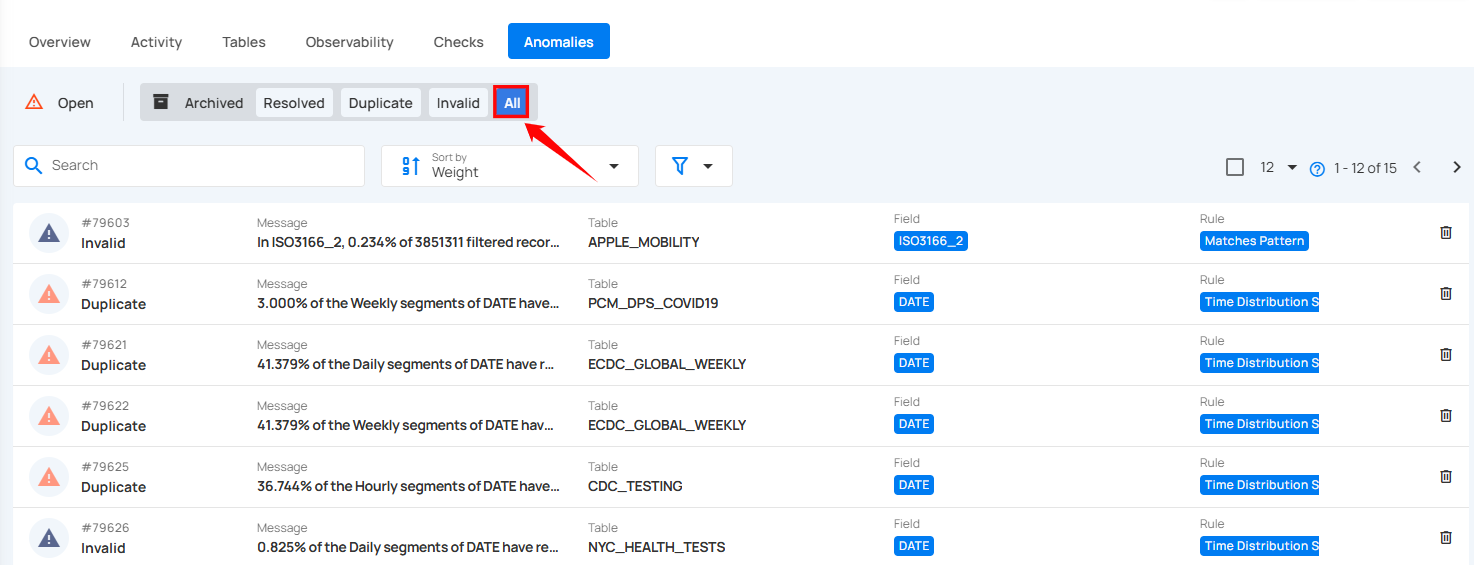 Overview Activity Tables Observability Checks Anomalies
Open Archived Resolved Duplicate Invalid All
Search Sort by Weight 12 1 - 12 of 15
#79603 Message Table Field Rule
Invalid In ISO3166_2, 0.234% of 3851311 filtered recor... APPLE_MOBILITY ISO3166_2 Matches Pattern
#79612 Message Table Field Rule
Duplicate 3.000% of the Weekly segments of DATE have... PCM_DPS_COVID19 DATE Time Distribution S
#79621 Message Table Field Rule
Duplicate 41.379% of the Daily segments of DATE have r... ECDC_GLOBAL_WEEKLY DATE Time Distribution S
#79622 Message Table Field Rule
Duplicate 41.379% of the Weekly segments of DATE hav... ECDC_GLOBAL_WEEKLY DATE Time Distribution S
#79625 Message Table Field Rule
Duplicate 36.744% of the Hourly segments of DATE have... CDC_TESTING DATE Time Distribution S
#79626 Message Table Field Rule
Invalid 0.825% of the Daily segments of DATE have re... NYC_HEALTH_TESTS DATE Time Distribution S